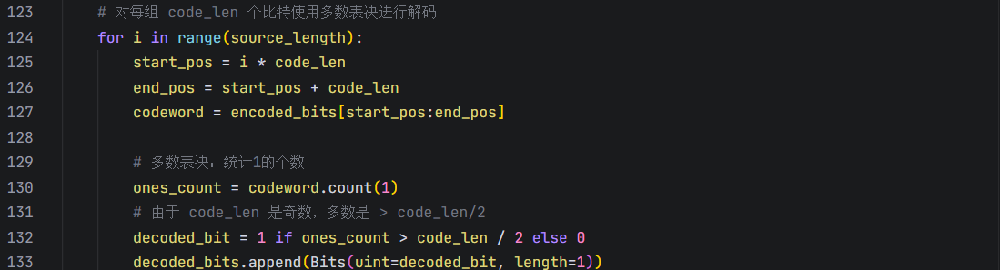 123 # 对每组 code_len 个比特使用多数表决进行解码
124 for i in range(source_length):
125     start_pos = i * code_len
126     end_pos = start_pos + code_len
127     codeword = encoded_bits[start_pos:end_pos]
128
129     # 多数表决：统计1的个数
130     ones_count = codeword.count(1)
131     # 由于 code_len 是奇数，多数是 > code_len/2
132     decoded_bit = 1 if ones_count > code_len / 2 else 0
133     decoded_bits.append(Bits(uint=decoded_bit, length=1))